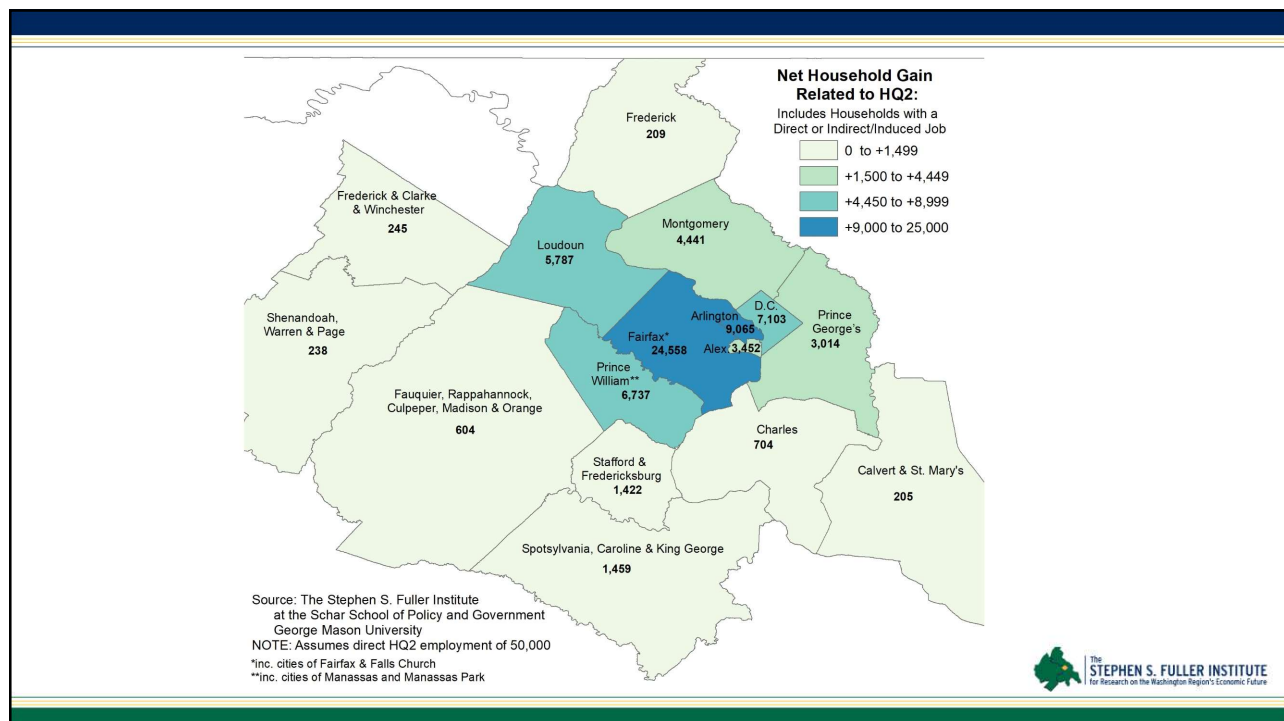 Net Household Gain
Related to HQ2:
Includes Households with a
Direct or Indirect/Induced Job
0 to +1,499
+1,500 to +4,449
+4,450 to +8,999
+9,000 to 25,000
Frederick
209
Frederick & Clarke
& Winchester
245
Montgomery
4,441
Loudoun
5,787
D.C.
7,103
Arlington
9,065
Prince
George's
3,014
Shenandoah,
Warren & Page
238
Fairfax*
24,558
Alex.
3,452
Prince
William**
6,737
Fauquier, Rappahannock,
Culpeper, Madison & Orange
604
Charles
704
Stafford &
Fredericksburg
1,422
Calvert & St. Mary's
205
Spotsylvania, Caroline & King George
1,459
Source: The Stephen S. Fuller Institute
at the Schar School of Policy and Government
George Mason University
NOTE: Assumes direct HQ2 employment of 50,000
*inc. cities of Fairfax & Falls Church
**inc. cities of Manassas and Manassas Park
The
STEPHEN S. FULLER INSTITUTE
for Research on the Washington Region's Economic Future